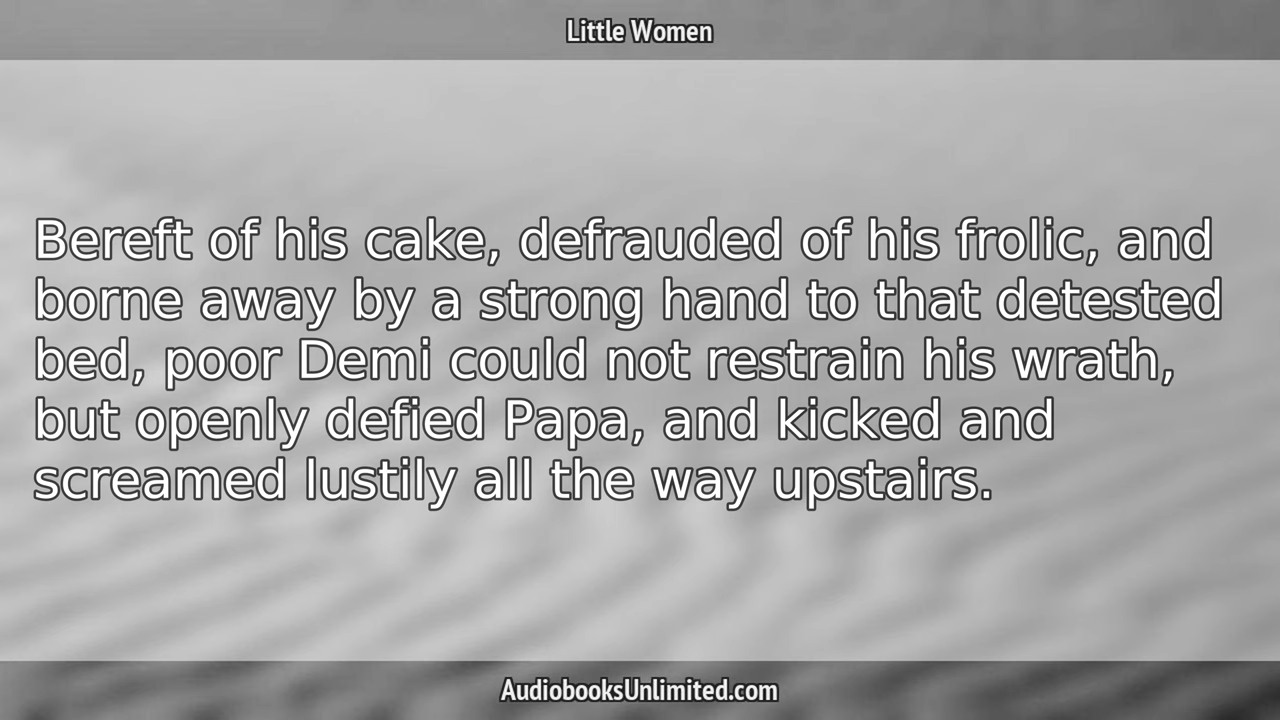 Little Women
Bereft of his cake, defrauded of his frolic, and
borne away by a strong hand to that detested
bed, poor Demi could not restrain his wrath,
but openly defied Papa, and kicked and
screamed lustily all the way upstairs.
AudiobooksUnlimited.com